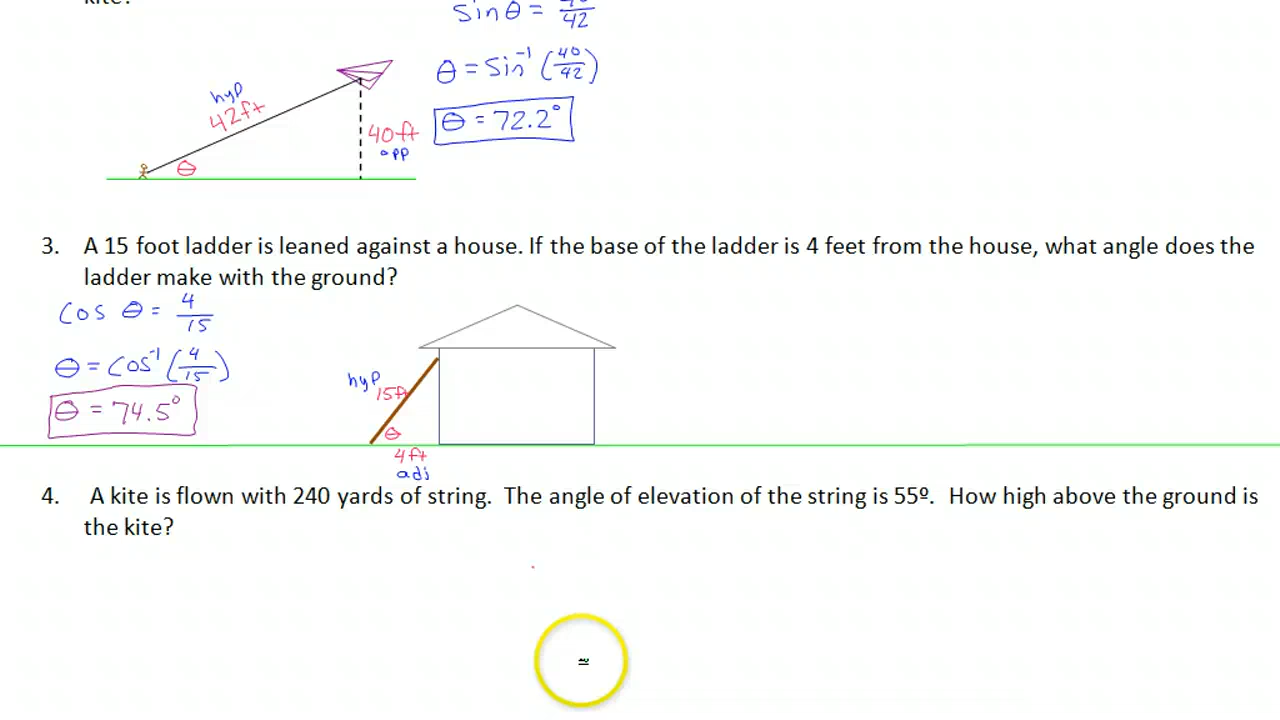 kite?
sin θ = 40/42
θ = sin⁻¹ (40/42)
θ = 72.2°
hyp
42ft
40ft
opp
θ
3. A 15 foot ladder is leaned against a house. If the base of the ladder is 4 feet from the house, what angle does the
ladder make with the ground?
Cos θ = 4/15
θ = Cos⁻¹ (4/15)
θ = 74.5°
hyp
15ft
θ
4ft
adj
4. A kite is flown with 240 yards of string. The angle of elevation of the string is 55º. How high above the ground is
the kite?